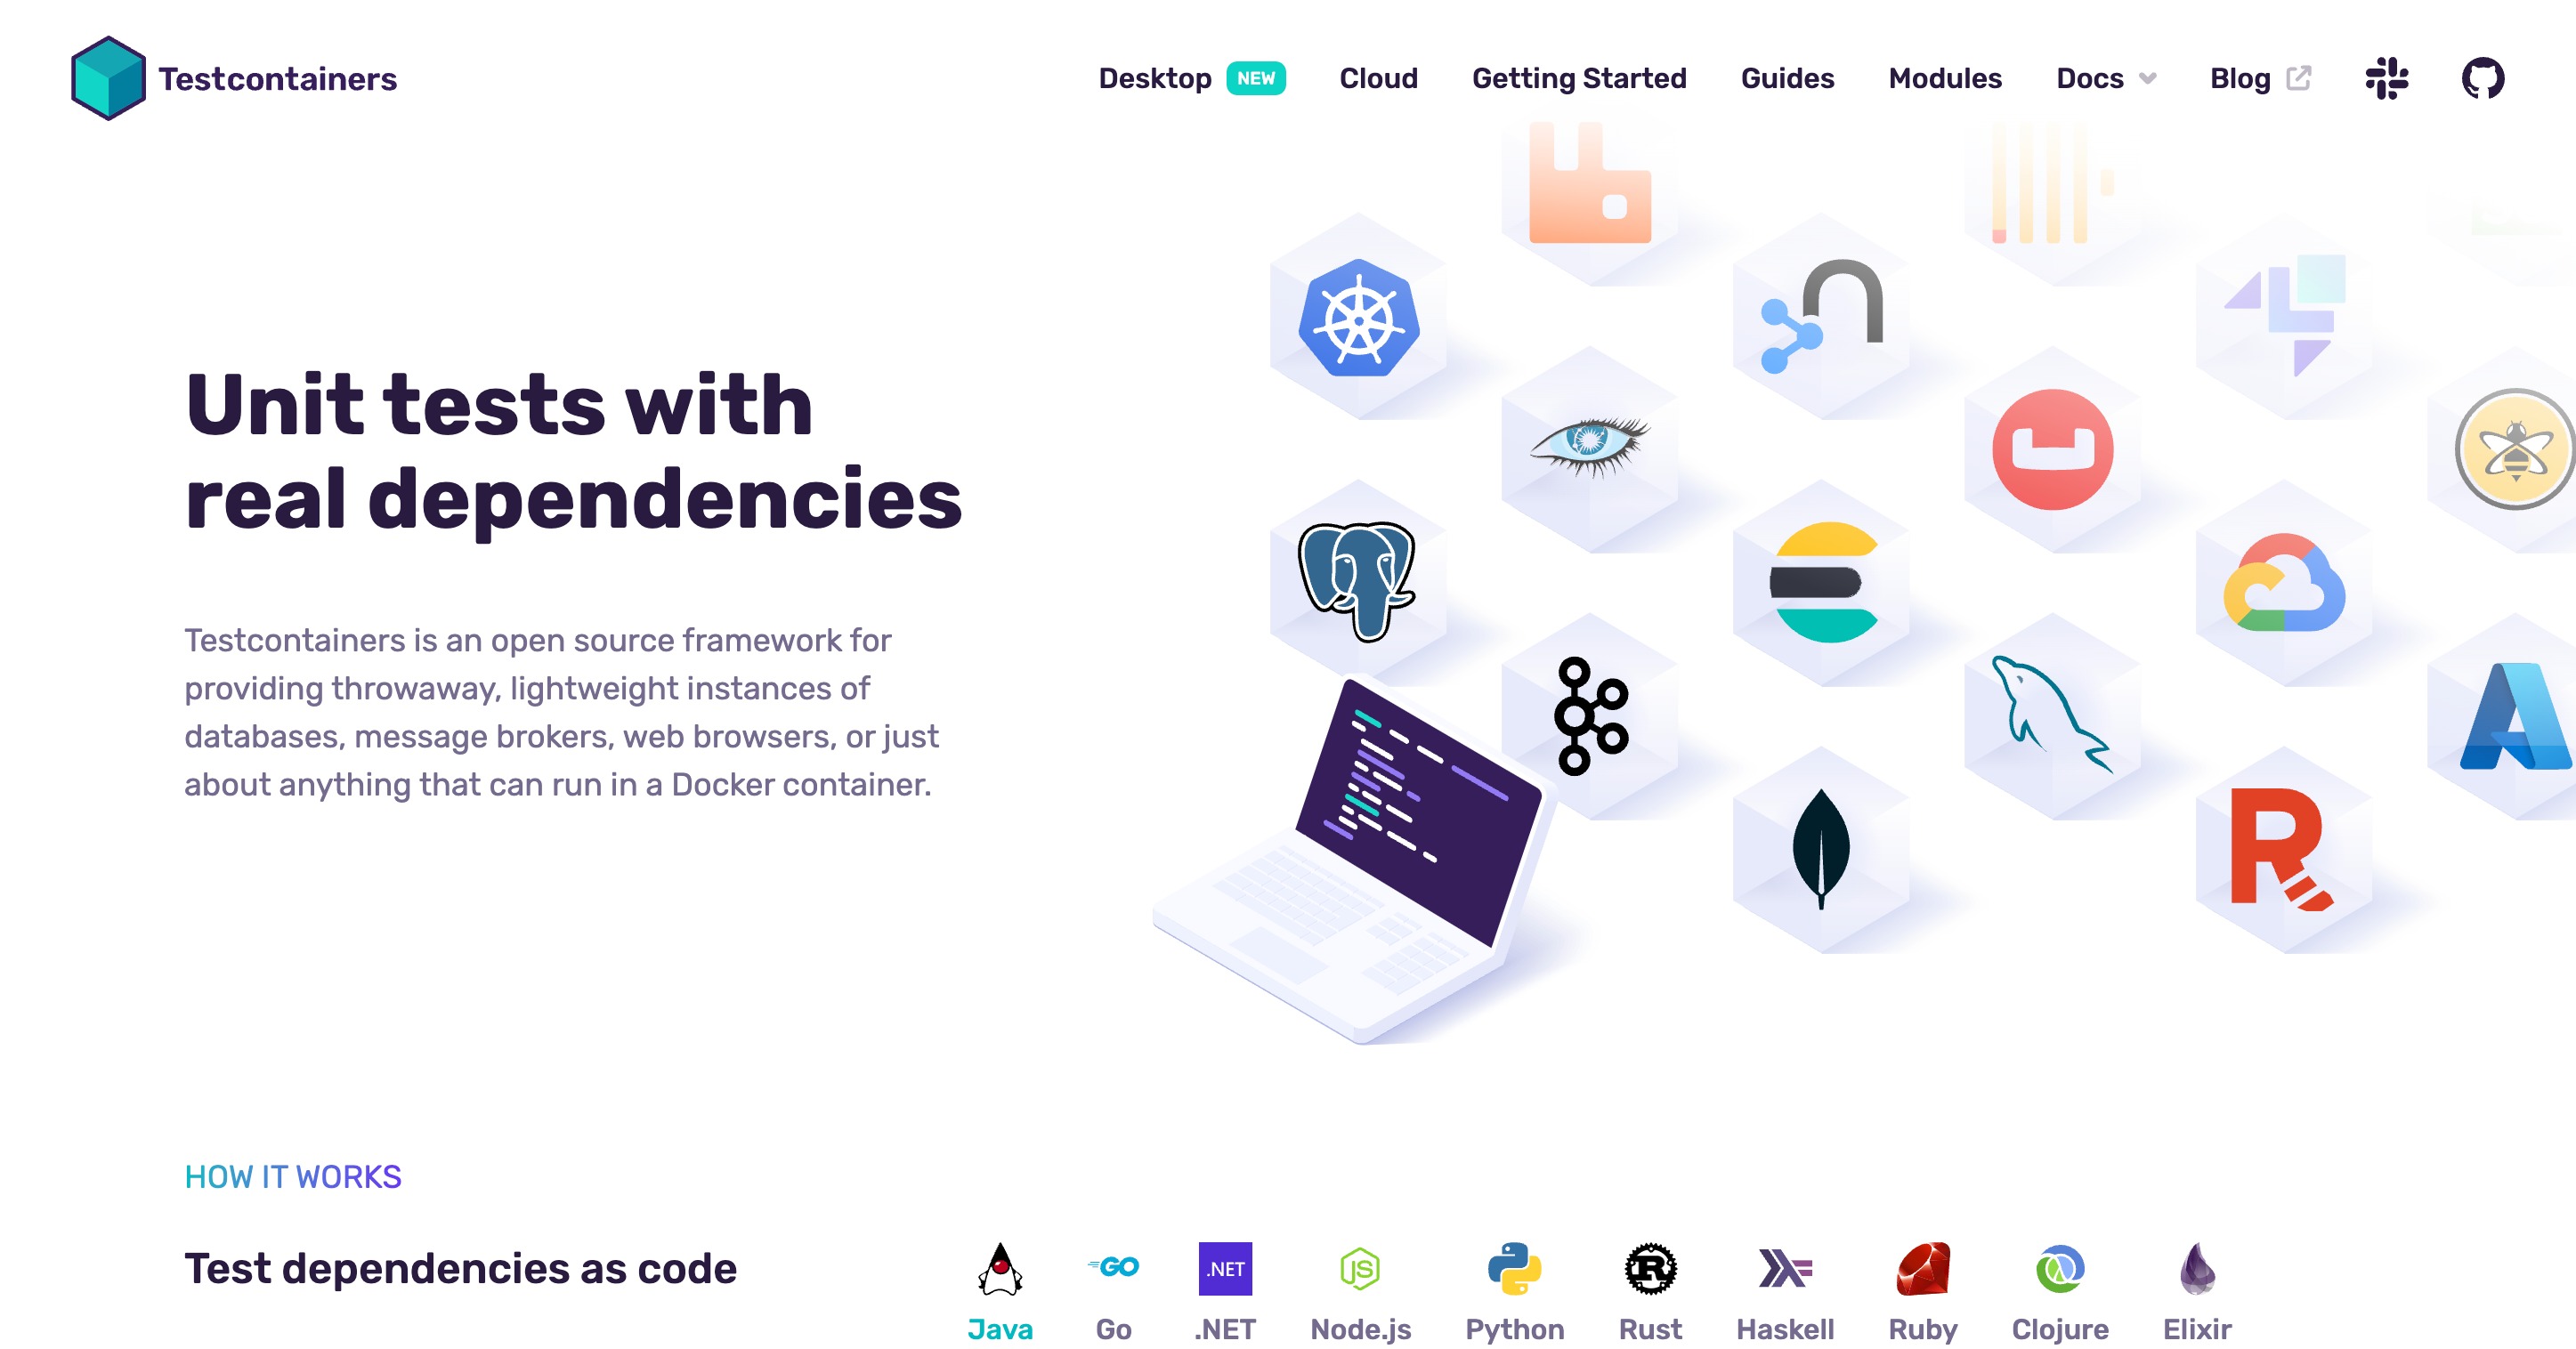 Testcontainers
Desktop NEW Cloud Getting Started Guides Modules Docs Blog
Unit tests with
real dependencies
Testcontainers is an open source framework for
providing throwaway, lightweight instances of
databases, message brokers, web browsers, or just
about anything that can run in a Docker container.
HOW IT WORKS
Test dependencies as code
GO .NET JS R
Java Go .NET Node.js Python Rust Haskell Ruby Clojure Elixir